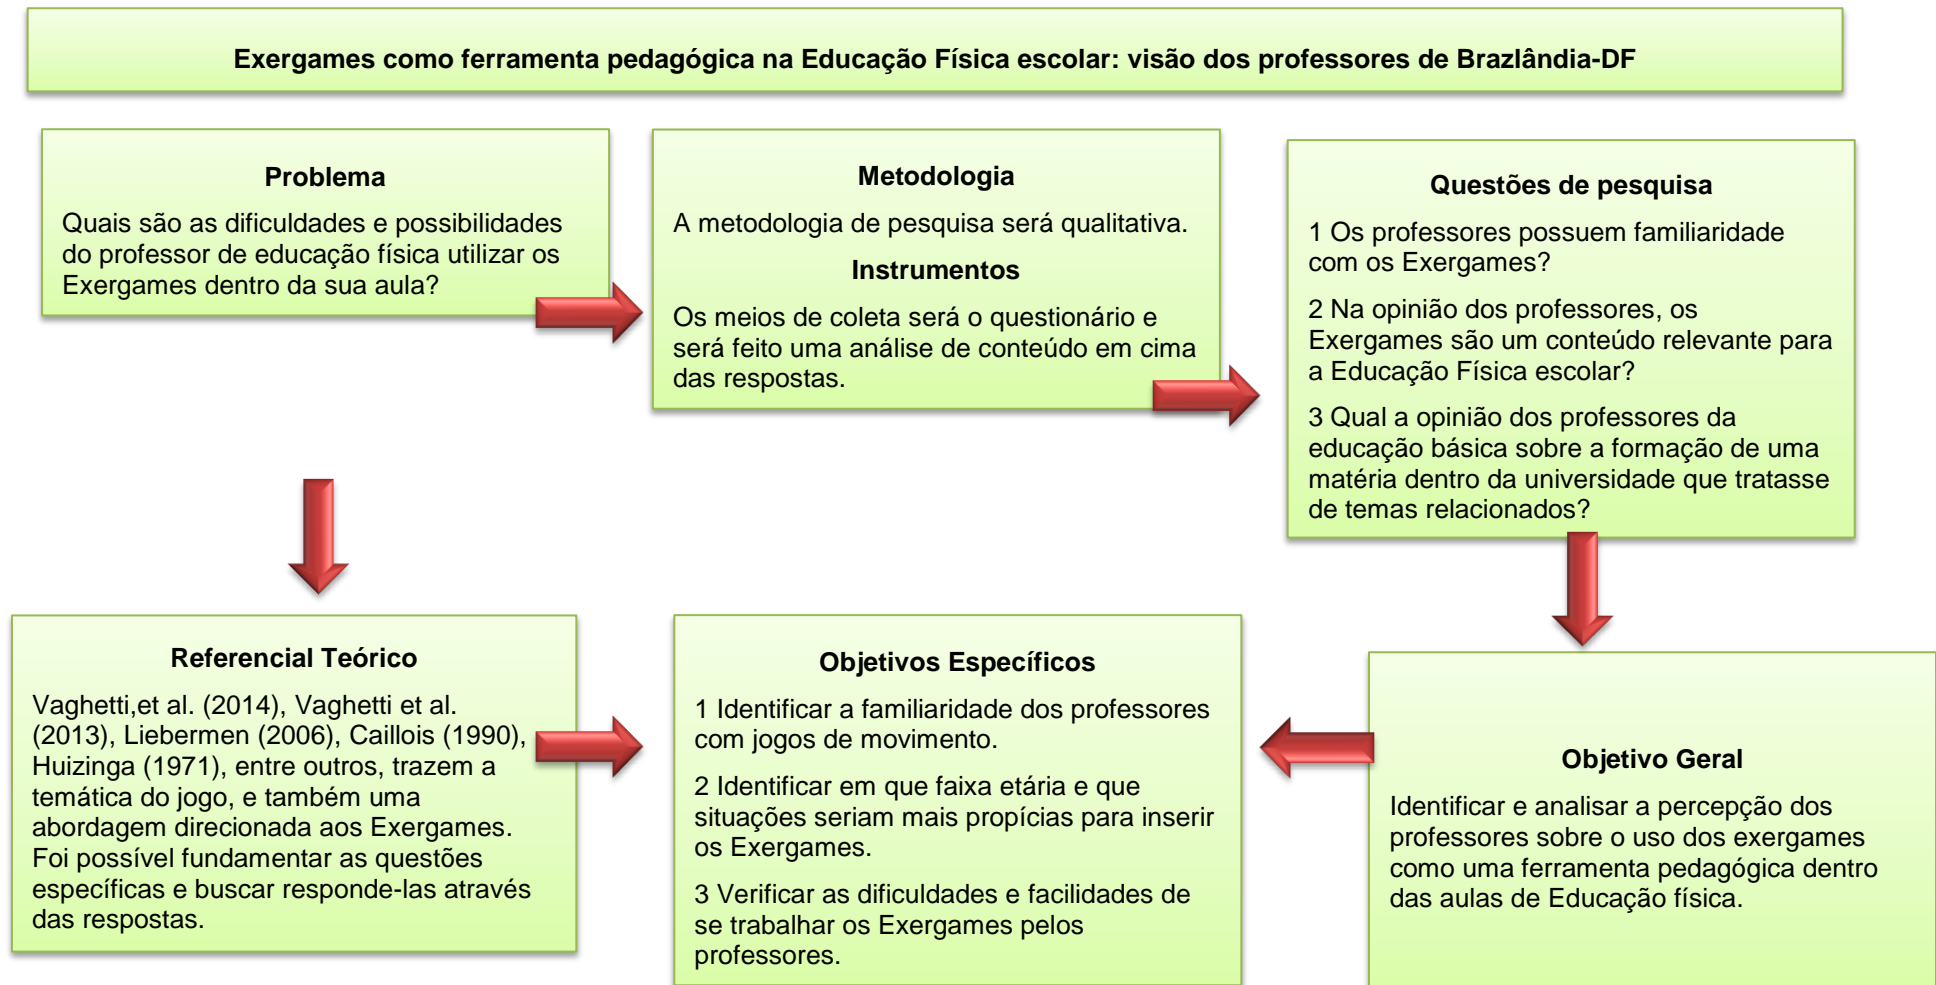 Exergames como ferramenta pedagógica na Educação Física escolar: visão dos professores de Brazlândia-DF
Problema
Quais são as dificuldades e possibilidades
do professor de educação física utilizar os
Exergames dentro da sua aula?
Metodologia
A metodologia de pesquisa será qualitativa.
Instrumentos
Os meios de coleta será o questionário e
será feito uma análise de conteúdo em cima
das respostas.
Questões de pesquisa
1 Os professores possuem familiaridade
com os Exergames?
2 Na opinião dos professores, os
Exergames são um conteúdo relevante para
a Educação Física escolar?
3 Qual a opinião dos professores da
educação básica sobre a formação de uma
matéria dentro da universidade que tratasse
de temas relacionados?
Referencial Teórico
Vaghetti,et al. (2014), Vaghetti et al.
(2013), Liebermen (2006), Caillois (1990),
Huizinga (1971), entre outros, trazem a
temática do jogo, e também uma
abordagem direcionada aos Exergames.
Foi possível fundamentar as questões
específicas e buscar responde-las através
das respostas.
Objetivos Específicos
1 Identificar a familiaridade dos professores
com jogos de movimento.
2 Identificar em que faixa etária e que
situações seriam mais propícias para inserir
os Exergames.
3 Verificar as dificuldades e facilidades de
se trabalhar os Exergames pelos
professores.
Objetivo Geral
Identificar e analisar a percepção dos
professores sobre o uso dos exergames
como uma ferramenta pedagógica dentro
das aulas de Educação física.